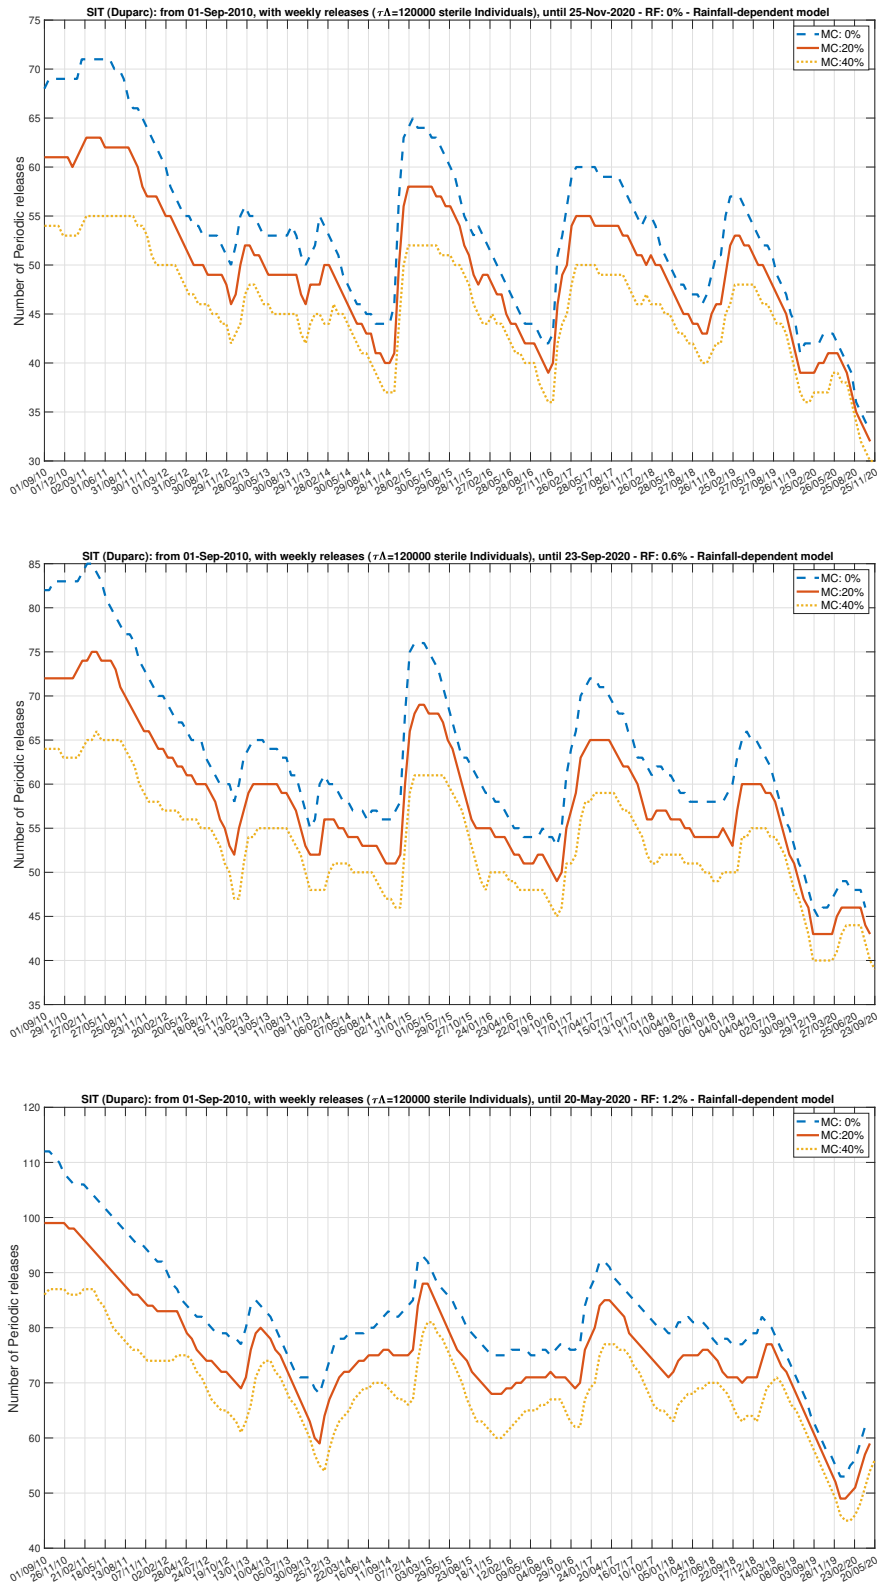 SIT (Duparc): from 01-Sep-2010, with weekly releases (τΛ=120000 sterile Individuals), until 25-Nov-2020 - RF: 0% - Rainfall-dependent model
MC: 0%
MC:20%
MC:40%
Number of Periodic releases
75
70
65
60
55
50
45
40
35
30
01/09/10 01/12/10 02/03/11 01/06/11 31/08/11 30/11/11 01/03/12 31/05/12 30/08/12 29/11/12 28/02/13 30/05/13 30/08/13 29/11/13 28/02/14 30/05/14 29/08/14 28/11/14 28/02/15 30/05/15 29/08/15 28/11/15 27/02/16 28/05/16 27/08/16 27/11/16 26/02/17 28/05/17 28/08/17 27/11/17 26/02/18 28/05/18 27/08/18 26/11/18 25/02/19 27/05/19 27/08/19 26/11/19 25/02/20 26/05/20 25/08/20 25/11/20
SIT (Duparc): from 01-Sep-2010, with weekly releases (τΛ=120000 sterile Individuals), until 23-Sep-2020 - RF: 0.6% - Rainfall-dependent model
MC: 0%
MC:20%
MC:40%
Number of Periodic releases
85
80
75
70
65
60
55
50
45
40
35
01/09/10 29/11/10 27/02/11 27/05/11 25/08/11 23/11/11 20/02/12 20/05/12 18/08/12 15/11/12 13/02/13 13/05/13 11/08/13 09/11/13 06/02/14 07/05/14 05/08/14 02/11/14 31/01/15 01/05/15 29/07/15 27/10/15 24/01/16 23/04/16 22/07/16 19/10/16 17/01/17 17/04/17 15/07/17 13/10/17 11/01/18 10/04/18 09/07/18 06/10/18 04/01/19 04/04/19 02/07/19 30/09/19 29/12/19 27/03/20 25/06/20 23/09/20
SIT (Duparc): from 01-Sep-2010, with weekly releases (τΛ=120000 sterile Individuals), until 20-May-2020 - RF: 1.2% - Rainfall-dependent model
MC: 0%
MC:20%
MC:40%
Number of Periodic releases
120
110
100
90
80
70
60
50
40
01/09/10 26/11/10 21/02/11 18/05/11 13/08/11 07/11/11 02/02/12 28/04/12 24/07/12 19/10/12 13/01/13 10/04/13 05/07/13 30/09/13 25/12/13 22/03/14 16/06/14 11/09/14 07/12/14 03/03/15 29/05/15 23/08/15 18/11/15 12/02/16 09/05/16 04/08/16 29/10/16 24/01/17 20/04/17 16/07/17 10/10/17 05/01/18 01/04/18 27/06/18 22/09/18 17/12/18 14/03/19 08/06/19 03/09/19 28/11/19 23/02/20 20/05/20